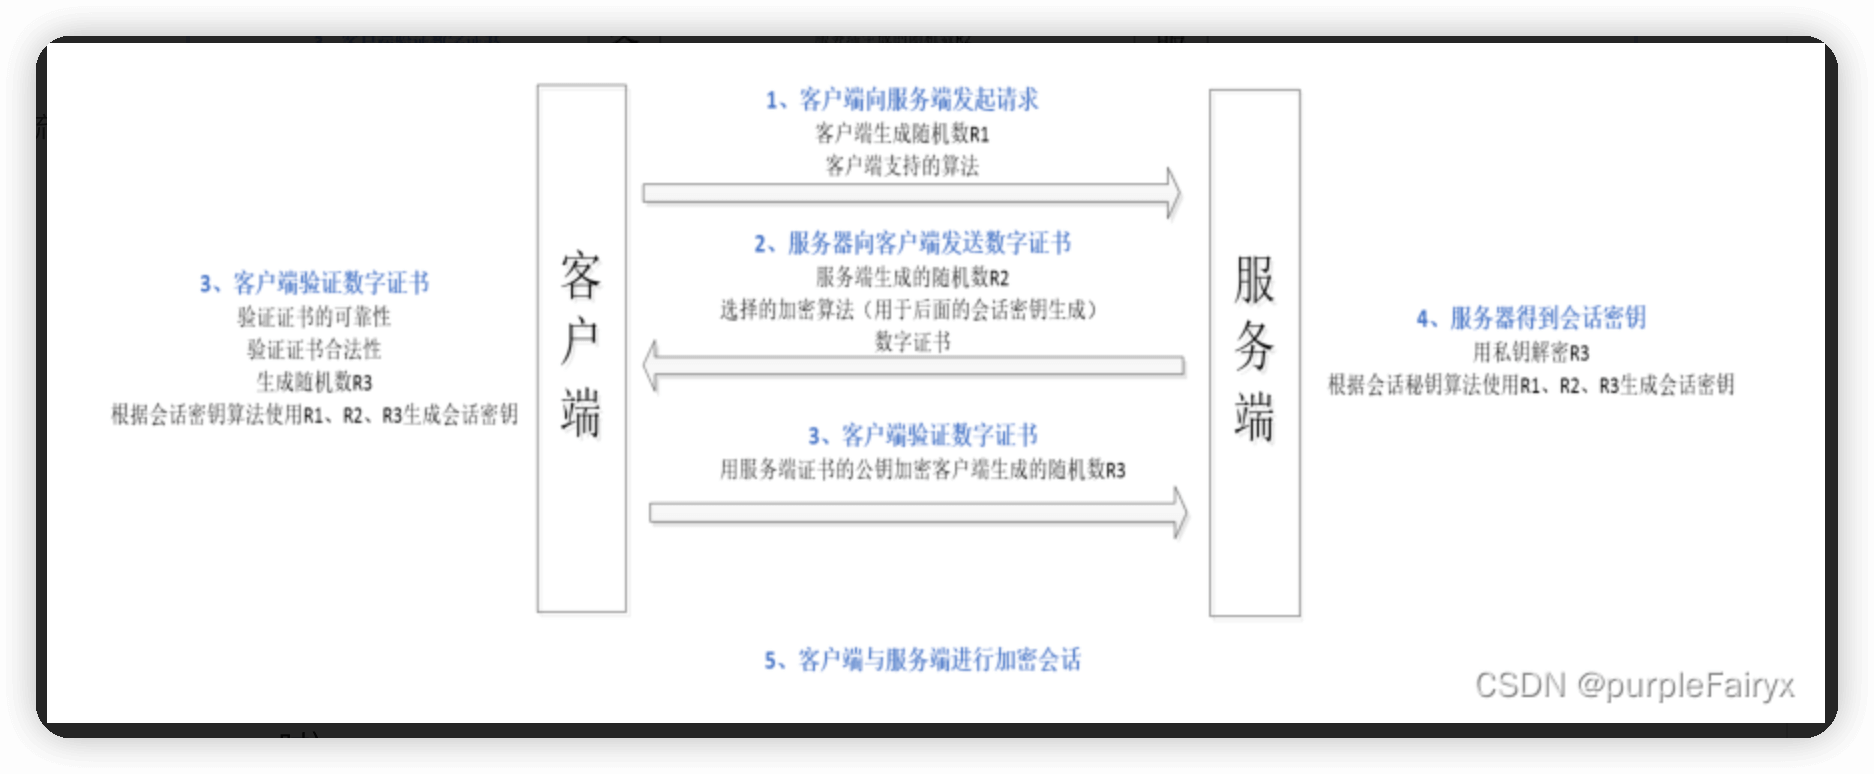 1、客户端向服务端发起请求
客户端生成随机数R1
客户端支持的算法
2、服务器向客户端发送数字证书
服务端生成的随机数R2
选择的加密算法（用于后面的会话密钥生成）
数字证书
3、客户端验证数字证书
验证证书的可靠性
验证证书合法性
生成随机数R3
根据会话密钥算法使用R1、R2、R3生成会话密钥
客户端
服务端
3、客户端验证数字证书
用服务端证书的公钥加密客户端生成的随机数R3
4、服务器得到会话密钥
用私钥解密R3
根据会话秘钥算法使用R1、R2、R3生成会话密钥
5、客户端与服务端进行加密会话
CSDN @purpleFairyx